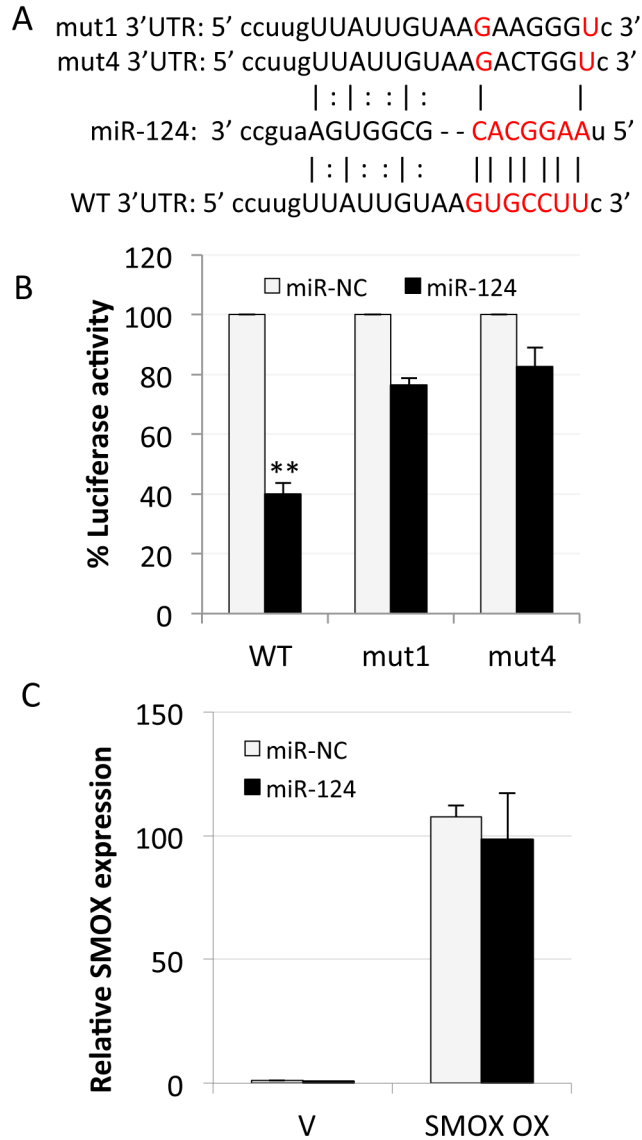 A
mut1 3’UTR: 5’ ccuugUUAUUGUAAGAAGGGUc 3’
mut4 3’UTR: 5’ ccuugUUAUUGUAAGACTGGUc 3’
| : | : : | : | |
miR-124: 3’ ccguaAGUGGCG - - CACGGAAu 5’
| : | : : | : | | | | | | |
WT 3’UTR: 5’ ccuugUUAUUGUAAGUGCCUUc 3’
B
% Luciferase activity
120
100
80
60
40
20
0
miR-NC miR-124
**
WT mut1 mut4
C
Relative SMOX expression
150
100
50
0
miR-NC
miR-124
V SMOX OX